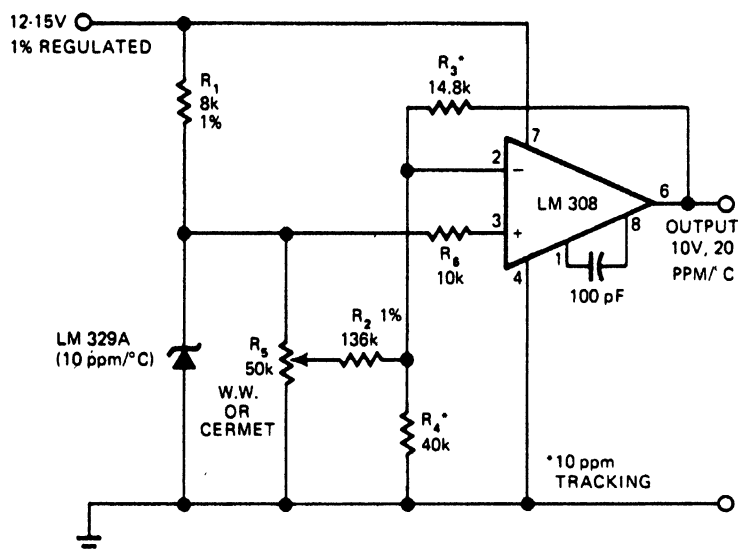 12-15V
1% REGULATED
R1
8k
1%
R3*
14.8k
7
2
−
LM 308
6
3
+
8
1
4
OUTPUT
10V, 20
PPM/°C
R6
10k
100 pF
LM 329A
(10 ppm/°C)
R2 1%
136k
R5
50k
W.W.
OR
CERMET
R4*
40k
*10 ppm
TRACKING